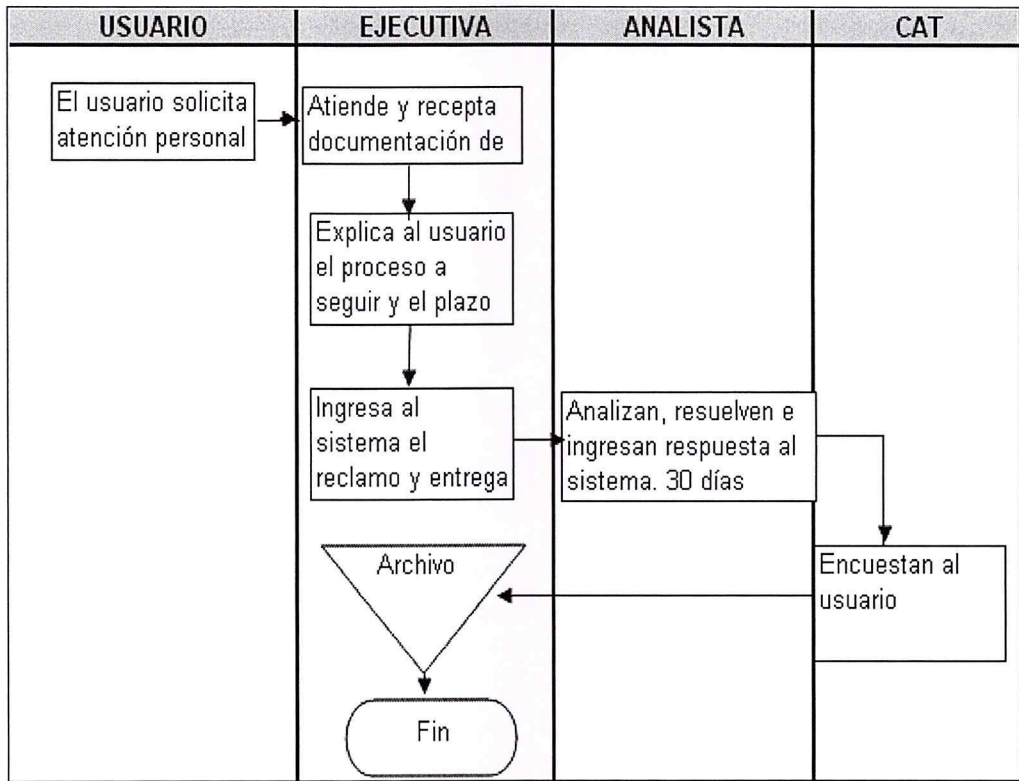 USUARIO
EJECUTIVA
ANALISTA
CAT
El usuario solicita
atención personal
Atiende y recepta
documentación de
Explica al usuario
el proceso a
seguir y el plazo
Ingresa al
sistema el
reclamo y entrega
Analizan, resuelven e
ingresan respuesta al
sistema. 30 días
Encuestan al
usuario
Archivo
Fin